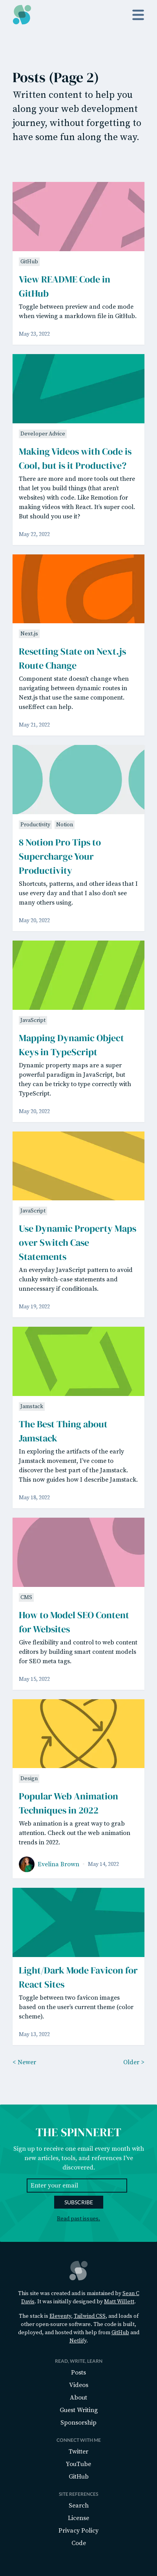 Posts (Page 2)
Written content to help you
along your web development
journey, without forgetting to
have some fun along the way.
GitHub
View README Code in
GitHub
Toggle between preview and code mode
when viewing a markdown file in GitHub.
May 23, 2022
Developer Advice
Making Videos with Code is
Cool, but is it Productive?
There are more and more tools out there
that let you build things (that aren't
websites) with code. Like Remotion for
making videos with React. It's super cool.
But should you use it?
May 22, 2022
Next.js
Resetting State on Next.js
Route Change
Component state doesn't change when
navigating between dynamic routes in
Next.js that use the same component.
useEffect can help.
May 21, 2022
Productivity Notion
8 Notion Pro Tips to
Supercharge Your
Productivity
Shortcuts, patterns, and other ideas that I
use every day and that I also don't see
many others using.
May 20, 2022
JavaScript
Mapping Dynamic Object
Keys in TypeScript
Dynamic property maps are a super
powerful paradigm in JavaScript, but
they can be tricky to type correctly with
TypeScript.
May 20, 2022
JavaScript
Use Dynamic Property Maps
over Switch Case
Statements
An everyday JavaScript pattern to avoid
clunky switch-case statements and
unnecessary if conditionals.
May 19, 2022
Jamstack
The Best Thing about
Jamstack
In exploring the artifacts of the early
Jamstack movement, I've come to
discover the best part of the Jamstack.
This now guides how I describe Jamstack.
May 18, 2022
CMS
How to Model SEO Content
for Websites
Give flexibility and control to web content
editors by building smart content models
for SEO meta tags.
May 15, 2022
Design
Popular Web Animation
Techniques in 2022
Web animation is a great way to grab
attention. Check out the web animation
trends in 2022.
Evelina Brown May 14, 2022
Light/Dark Mode Favicon for
React Sites
Toggle between two favicon images
based on the user's current theme (color
scheme).
May 13, 2022
< Newer Older >
THE SPINNERET
Sign up to receive one email every month with
new articles, tools, and references I've
discovered.
Enter your email
SUBSCRIBE
Read past issues.
This site was created and is maintained by Sean C
Davis. It was initially designed by Matt Willett.
The stack is Eleventy, Tailwind CSS, and loads of
other open-source software. The code is built,
deployed, and hosted with help from GitHub and
Netlify.
READ, WRITE, LEARN
Posts
Videos
About
Guest Writing
Sponsorship
CONNECT WITH ME
Twitter
YouTube
GitHub
SITE REFERENCES
Search
License
Privacy Policy
Code